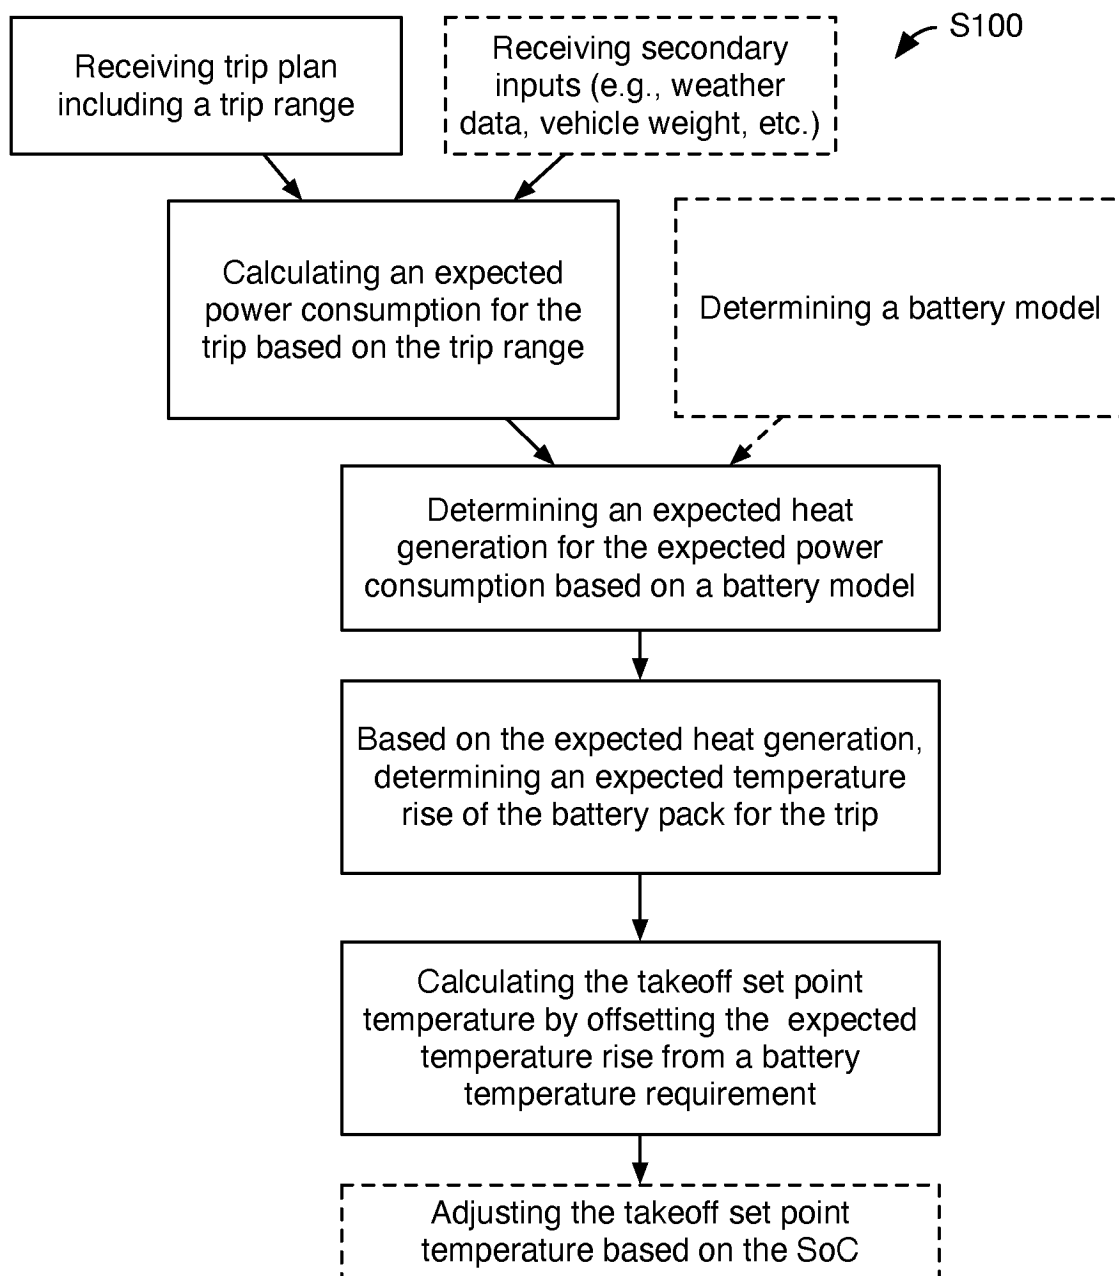 S100
Receiving trip plan
including a trip range
Receiving secondary
inputs (e.g., weather
data, vehicle weight, etc.)
Calculating an expected
power consumption for the
trip based on the trip range
Determining a battery model
Determining an expected heat
generation for the expected power
consumption based on a battery model
Based on the expected heat generation,
determining an expected temperature
rise of the battery pack for the trip
Calculating the takeoff set point
temperature by offsetting the expected
temperature rise from a battery
temperature requirement
Adjusting the takeoff set point
temperature based on the SoC